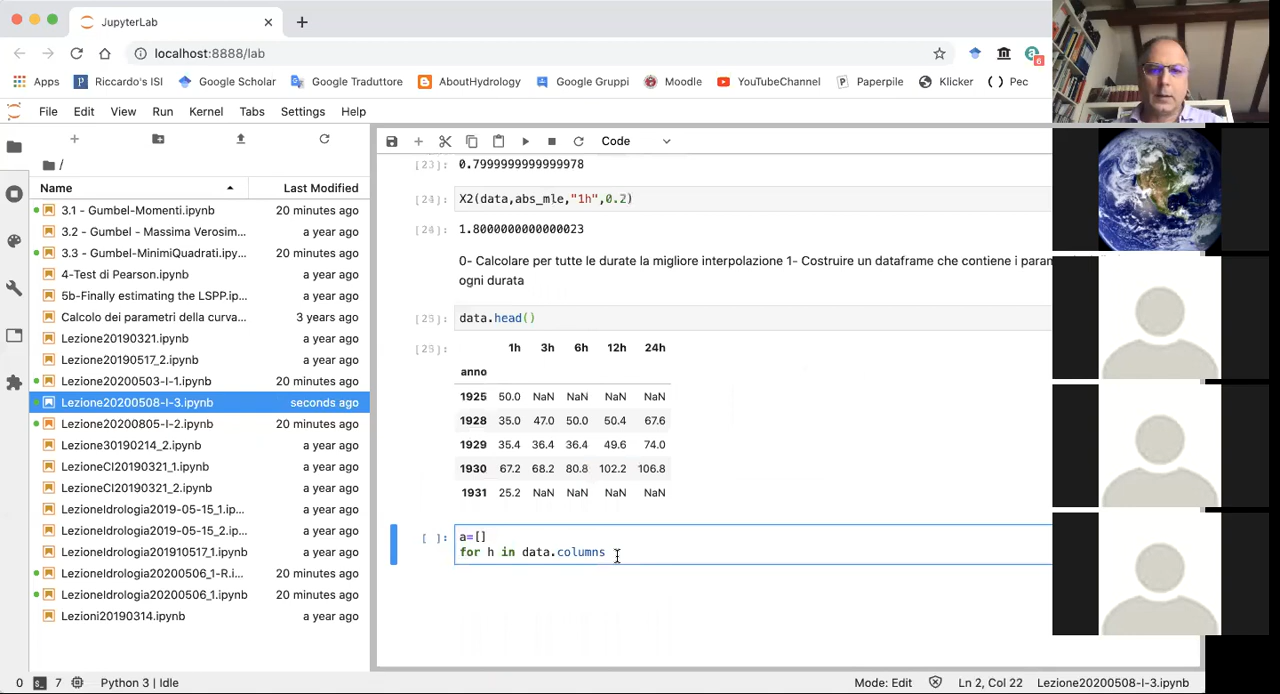 JupyterLab
localhost:8888/lab
6
Apps Riccardo's ISI Google Scholar Google Traduttore AboutHydrology Google Gruppi Moodle YouTubeChannel Paperpile Klicker Pec
File Edit View Run Kernel Tabs Settings Help
Code
/
Name Last Modified
3.1 - Gumbel-Momenti.ipynb 20 minutes ago
3.2 - Gumbel - Massima Verosim... a year ago
3.3 - Gumbel-MinimiQuadrati.ipy... 20 minutes ago
4-Test di Pearson.ipynb a year ago
5b-Finally estimating the LSPP.ip... a year ago
Calcolo dei parametri della curva... 3 years ago
Lezione20190321.ipynb a year ago
Lezione20190517_2.ipynb a year ago
Lezione20200503-I-1.ipynb 20 minutes ago
Lezione20200508-I-3.ipynb seconds ago
Lezione20200805-I-2.ipynb 20 minutes ago
Lezione30190214_2.ipynb a year ago
LezioneCI20190321_1.ipynb a year ago
LezioneCI20190321_2.ipynb a year ago
LezioneIdrologia2019-05-15_1.ip... a year ago
LezioneIdrologia2019-05-15_2.ip... a year ago
LezioneIdrologia201910517_1.ipynb a year ago
LezioneIdrologia20200506_1-R.i... a year ago
LezioneIdrologia20200506_1.ipynb a year ago
Lezioni20190314.ipynb a year ago
[23]: 0.7999999999999978
[24]: X2(data,abs_mle,"1h",0.2)
[24]: 1.8000000000000023
0- Calcolare per tutte le durate la migliore interpolazione 1- Costruire un dataframe che contiene i
ogni durata
[25]: data.head()
[25]: 1h 3h 6h 12h 24h
anno
1925 50.0 NaN NaN NaN NaN
1928 35.0 47.0 50.0 50.4 67.6
1929 35.4 36.4 36.4 49.6 74.0
1930 67.2 68.2 80.8 102.2 106.8
1931 25.2 NaN NaN NaN NaN
[ ]: a=[]
for h in data.columns
0 7 Python 3 | Idle Mode: Edit Ln 2, Col 22 Lezione20200508-I-3.ipynb